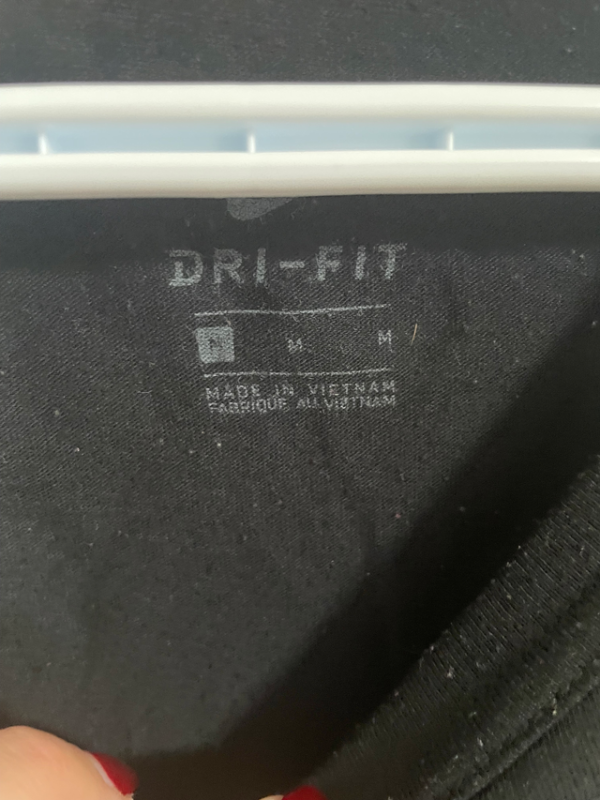 DRI-FIT
M M M
MADE IN VIETNAM
FABRIQUE AU VIETNAM